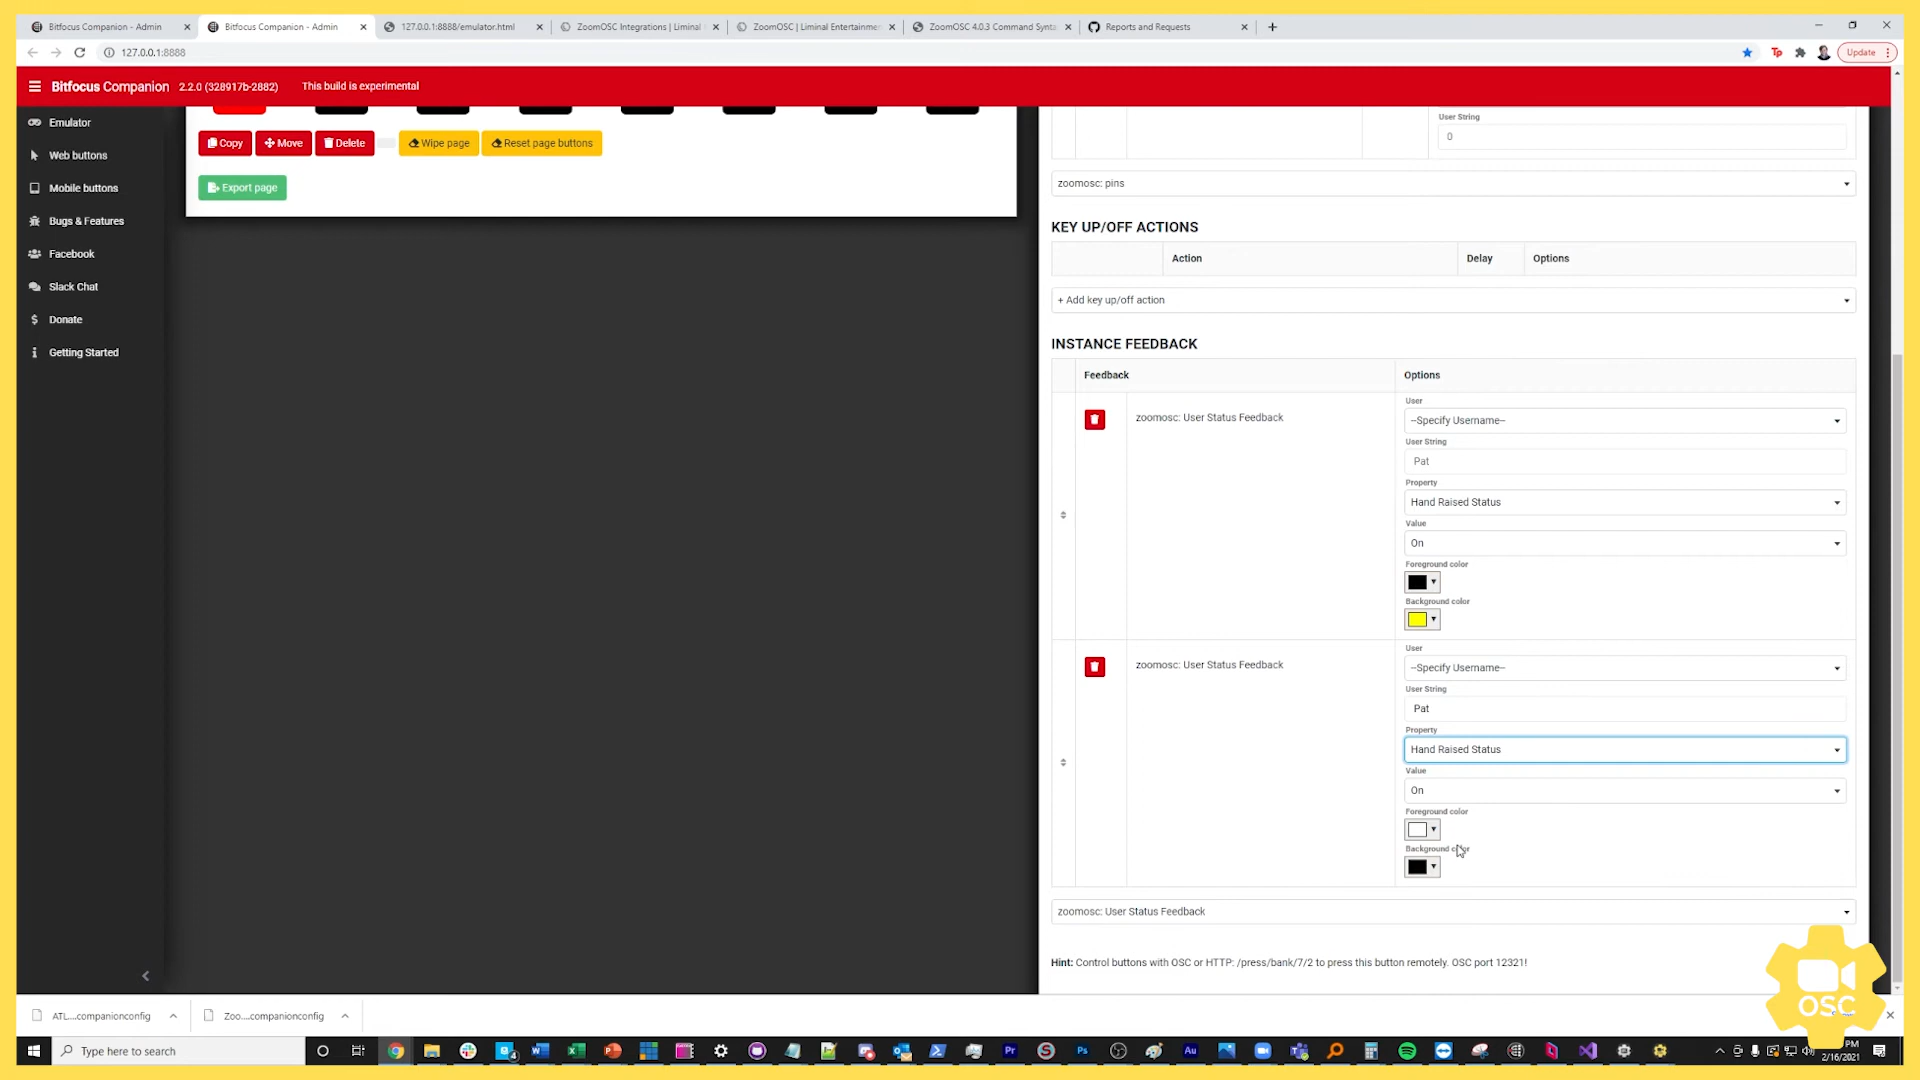 Bitfocus Companion - Admin
Bitfocus Companion - Admin
127.0.0.1:8888/emulator.html
ZoomOSC Integrations | Liminal
ZoomOSC | Liminal Entertainmen
ZoomOSC 4.0.3 Command Synta
Reports and Requests
127.0.0.1:8888
Tp
Update
Bitfocus Companion 2.2.0 (328917b-2882) This build is experimental
Emulator
Web buttons
Mobile buttons
Bugs & Features
Facebook
Slack Chat
Donate
Getting Started
Copy
Move
Delete
Wipe page
Reset page buttons
Export page
User String
0
zoomosc: pins
KEY UP/OFF ACTIONS
Action Delay Options
+ Add key up/off action
INSTANCE FEEDBACK
Feedback Options
zoomosc: User Status Feedback
User
--Specify Username--
User String
Pat
Property
Hand Raised Status
Value
On
Foreground color
Background color
zoomosc: User Status Feedback
User
--Specify Username--
User String
Pat
Property
Hand Raised Status
Value
On
Foreground color
Background color
zoomosc: User Status Feedback
Hint: Control buttons with OSC or HTTP: /press/bank/7/2 to press this button remotely. OSC port 12321!
OSC
ATL....companionconfig
Zoo....companionconfig
Type here to search
PM
2/16/2021